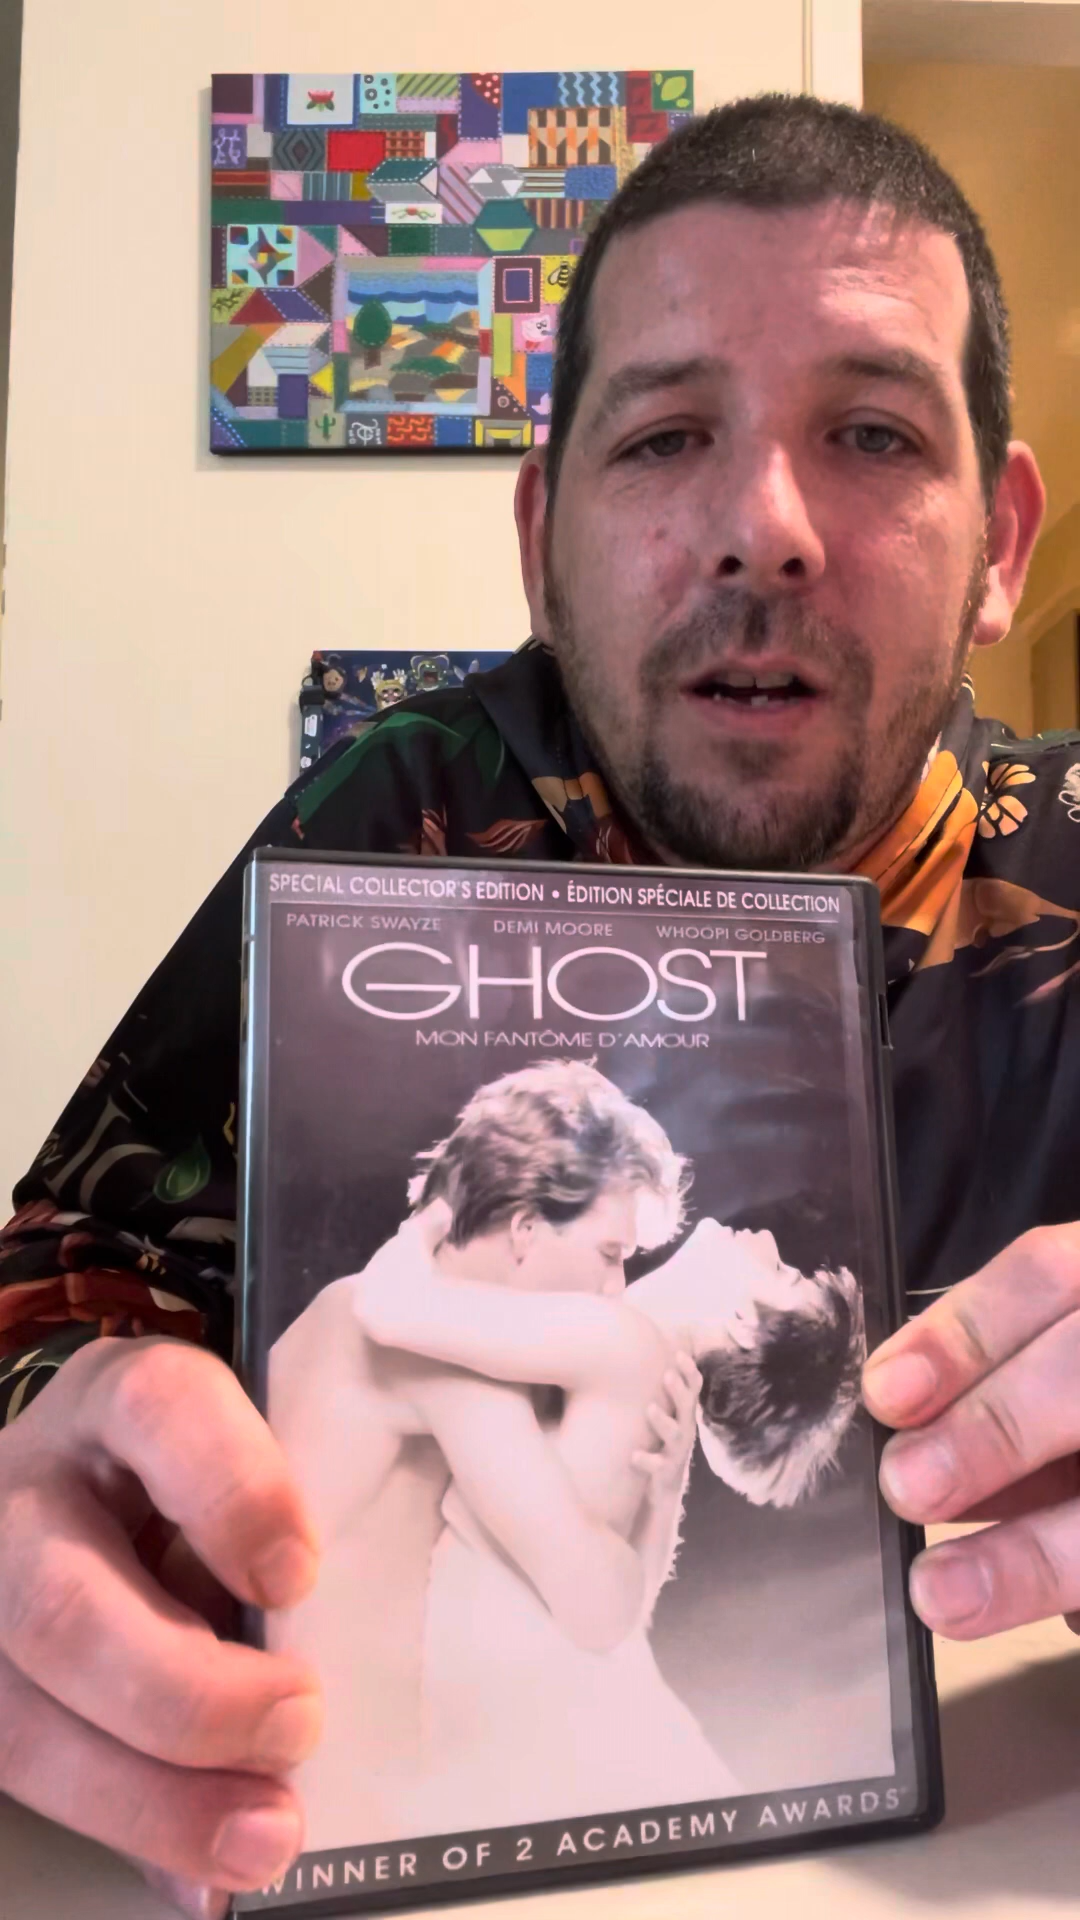 SPECIAL COLLECTOR'S EDITION • ÉDITION SPÉCIALE DE COLLECTION
PATRICK SWAYZE DEMI MOORE WHOOPI GOLDBERG
GHOST
MON FANTÔME D'AMOUR
WINNER OF 2 ACADEMY AWARDS®